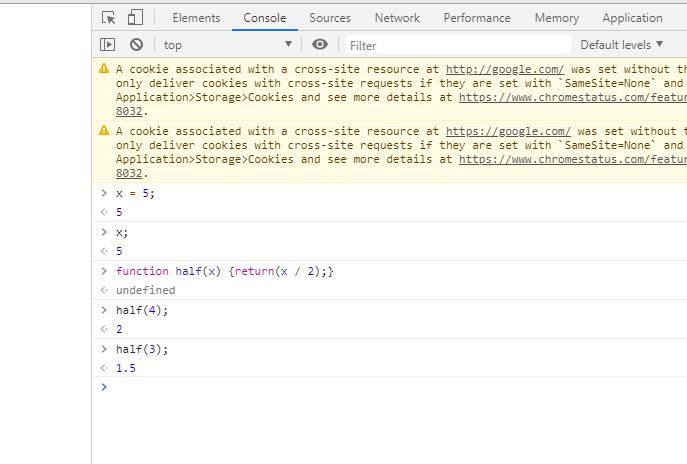 Elements Console Sources Network Performance Memory Application
top Filter Default levels
A cookie associated with a cross-site resource at http://google.com/ was set without
only deliver cookies with cross-site requests if they are set with `SameSite=None` and
Application>Storage>Cookies and see more details at https://www.chromestatus.com/featur
8032.
A cookie associated with a cross-site resource at https://google.com/ was set without
only deliver cookies with cross-site requests if they are set with `SameSite=None` and
Application>Storage>Cookies and see more details at https://www.chromestatus.com/featur
8032.
> x = 5;
5
> x;
5
> function half(x) {return(x / 2);}
undefined
> half(4);
2
> half(3);
1.5
>